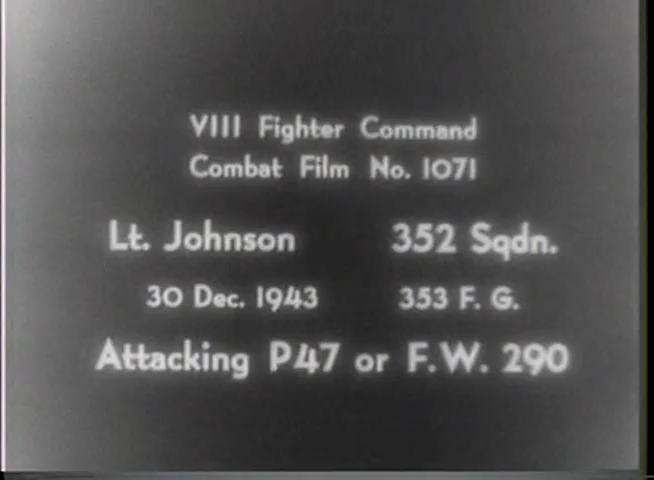 VIII Fighter Command
Combat Film No. 1071
Lt. Johnson 352 Sqdn.
30 Dec. 1943 353 F. G.
Attacking P47 or F.W. 290